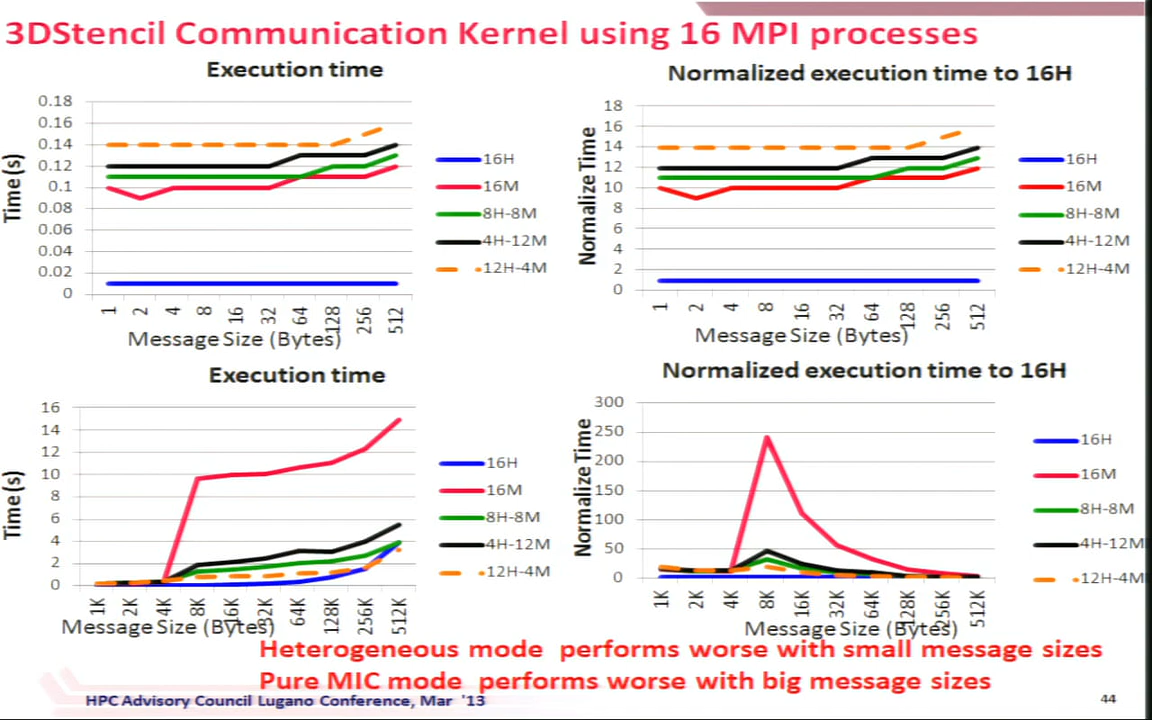 3DStencil Communication Kernel using 16 MPI processes
Execution time
Time (s)
0.18
0.16
0.14
0.12
0.1
0.08
0.06
0.04
0.02
0
1 2 4 8 16 32 64 128 256 512
Message Size (Bytes)
16H
16M
8H-8M
4H-12M
12H-4M
Normalized execution time to 16H
Normalize Time
18
16
14
12
10
8
6
4
2
0
1 2 4 8 16 32 64 128 256 512
Message Size (Bytes)
16H
16M
8H-8M
4H-12M
12H-4M
Execution time
Time (s)
16
14
12
10
8
6
4
2
0
1K 2K 4K 8K 16K 32K 64K 128K 256K 512K
Message Size (Bytes)
16H
16M
8H-8M
4H-12M
12H-4M
Normalized execution time to 16H
Normalize Time
300
250
200
150
100
50
0
1K 2K 4K 8K 16K 32K 64K 128K 256K 512K
Message Size (Bytes)
16H
16M
8H-8M
4H-12M
12H-4M
Heterogeneous mode performs worse with small message sizes
Pure MIC mode performs worse with big message sizes
HPC Advisory Council Lugano Conference, Mar '13
44